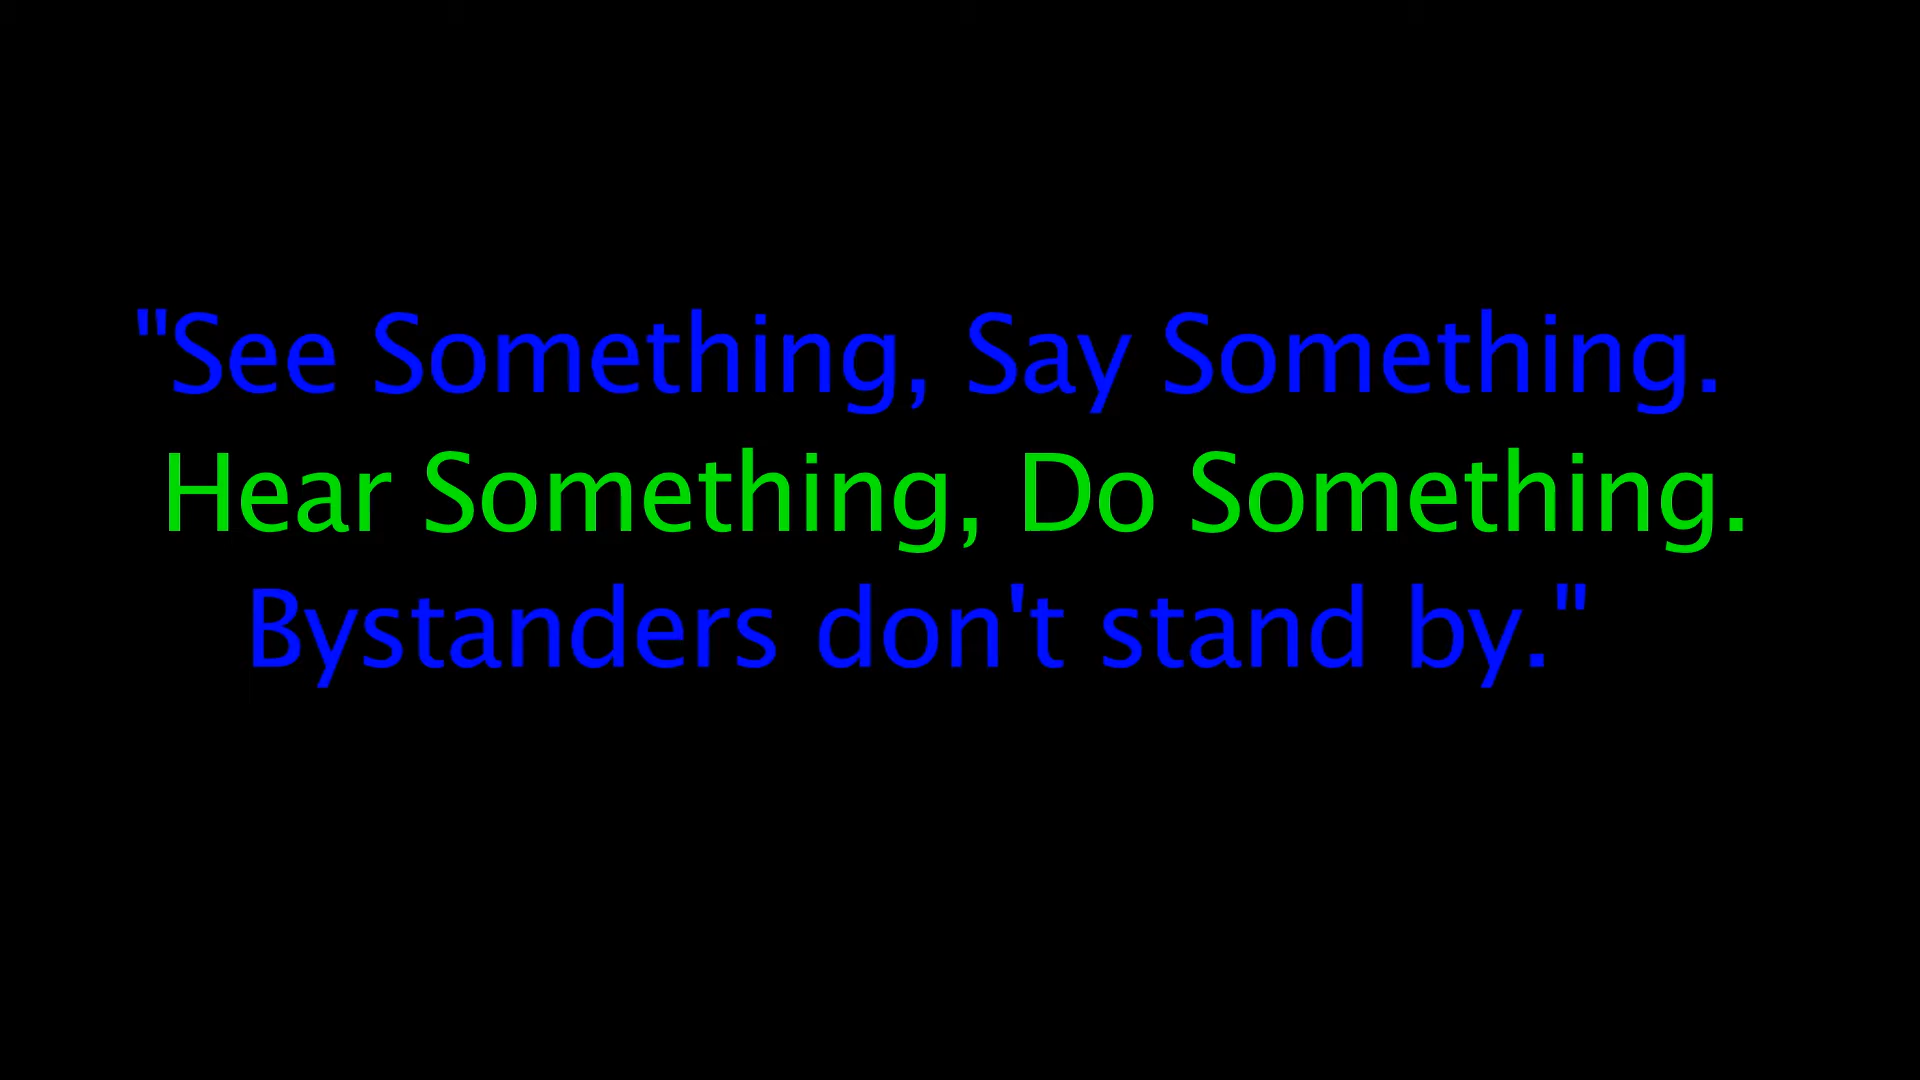 "See Something, Say Something.
Hear Something, Do Something.
Bystanders don't stand by."